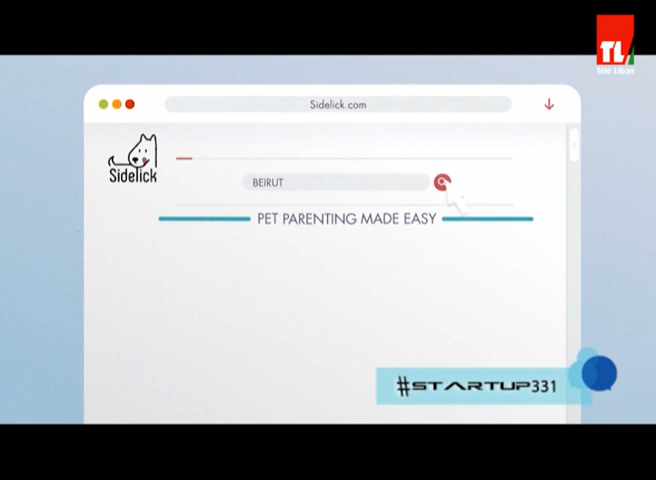 TL
Télé Liban
Sidelick.com
Sidelick
BEIRUT
PET PARENTING MADE EASY
#STARTUP331